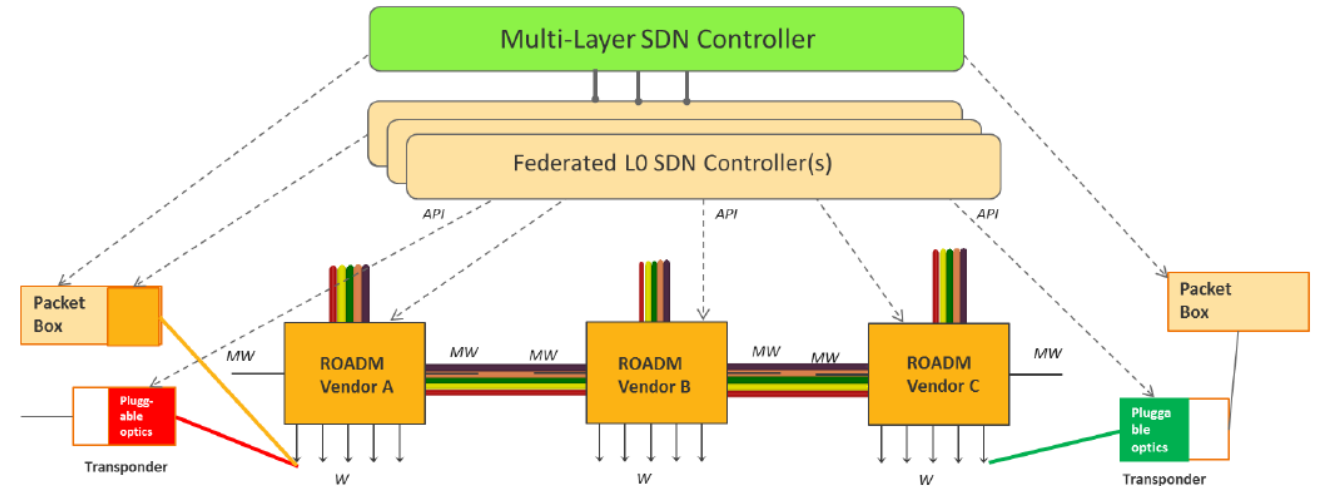 Multi-Layer SDN Controller
Federated L0 SDN Controller(s)
API
API
API
Packet
Box
Packet
Box
MW
ROADM
Vendor A
MW
MW
ROADM
Vendor B
MW
MW
ROADM
Vendor C
MW
Plugg-
able
optics
Transponder
W
W
W
Plugga
ble
optics
Transponder